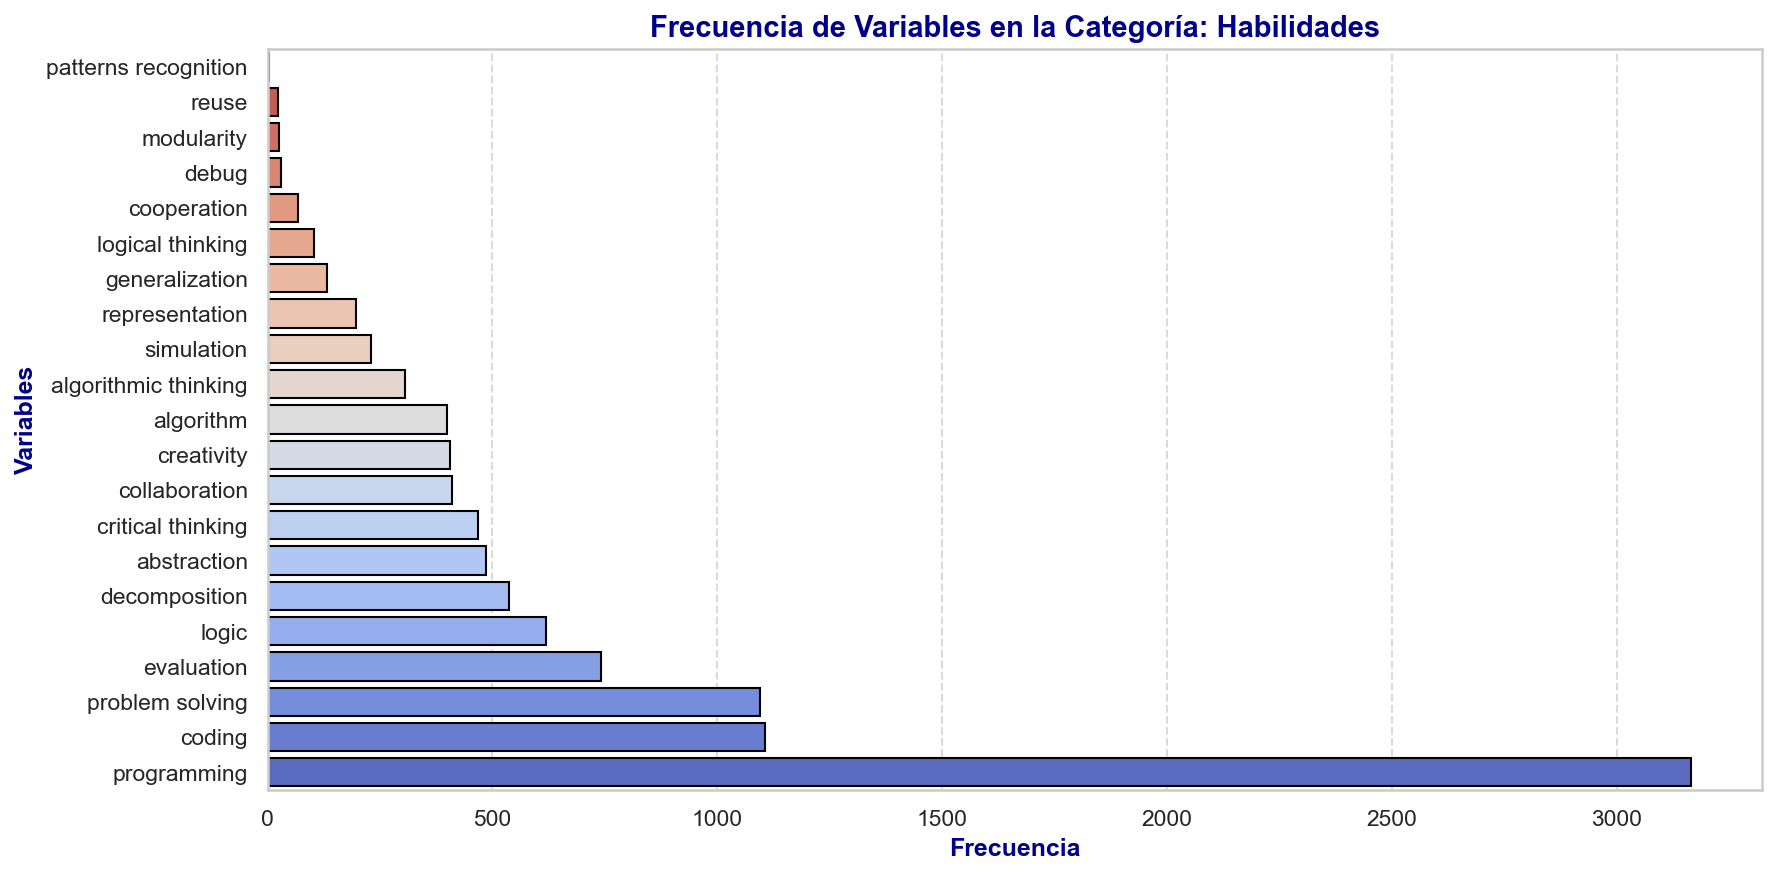 Frecuencia de Variables en la Categoría: Habilidades
patterns recognition
reuse
modularity
debug
cooperation
logical thinking
generalization
representation
simulation
algorithmic thinking
algorithm
creativity
collaboration
critical thinking
abstraction
decomposition
logic
evaluation
problem solving
coding
programming
Variables
0 500 1000 1500 2000 2500 3000
Frecuencia